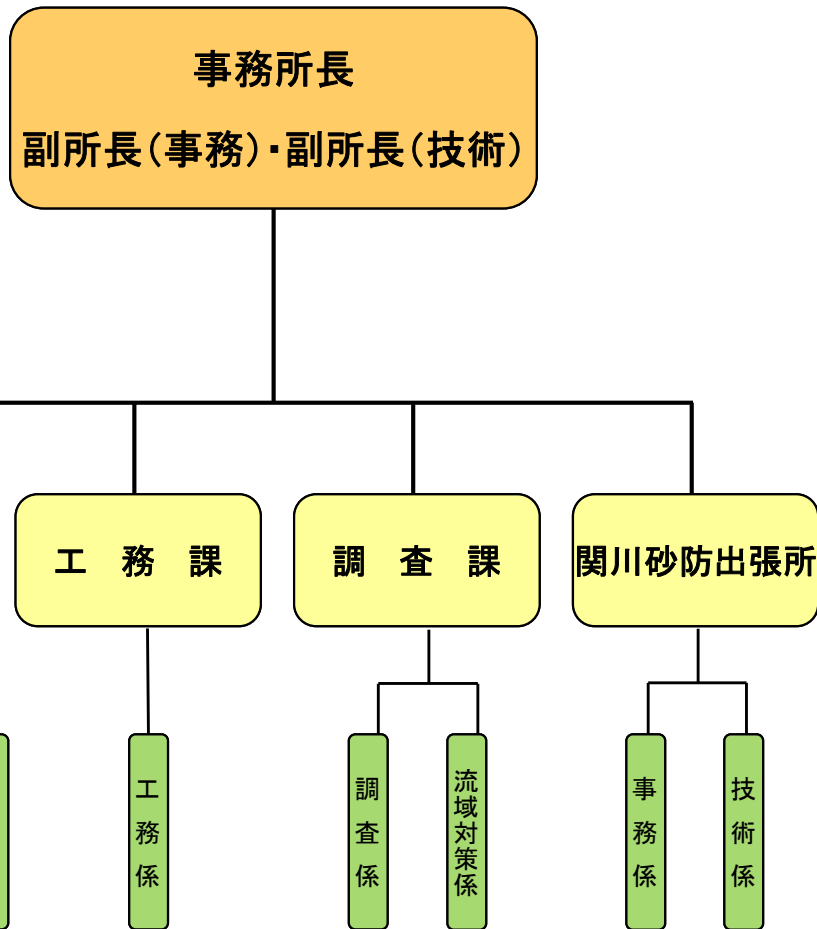 事務所長
副所長(事務)・副所長(技術)
工 務 課
調 査 課
関川砂防出張所
工務係
調査係
流域対策係
事務係
技術係